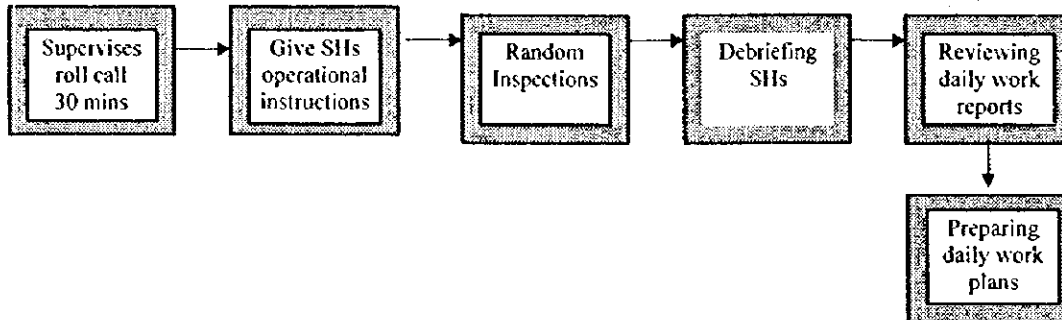 Supervises
roll call
30 mins
Give SHs
operational
instructions
Random
Inspections
Debriefing
SHs
Reviewing
daily work
reports
Preparing
daily work
plans